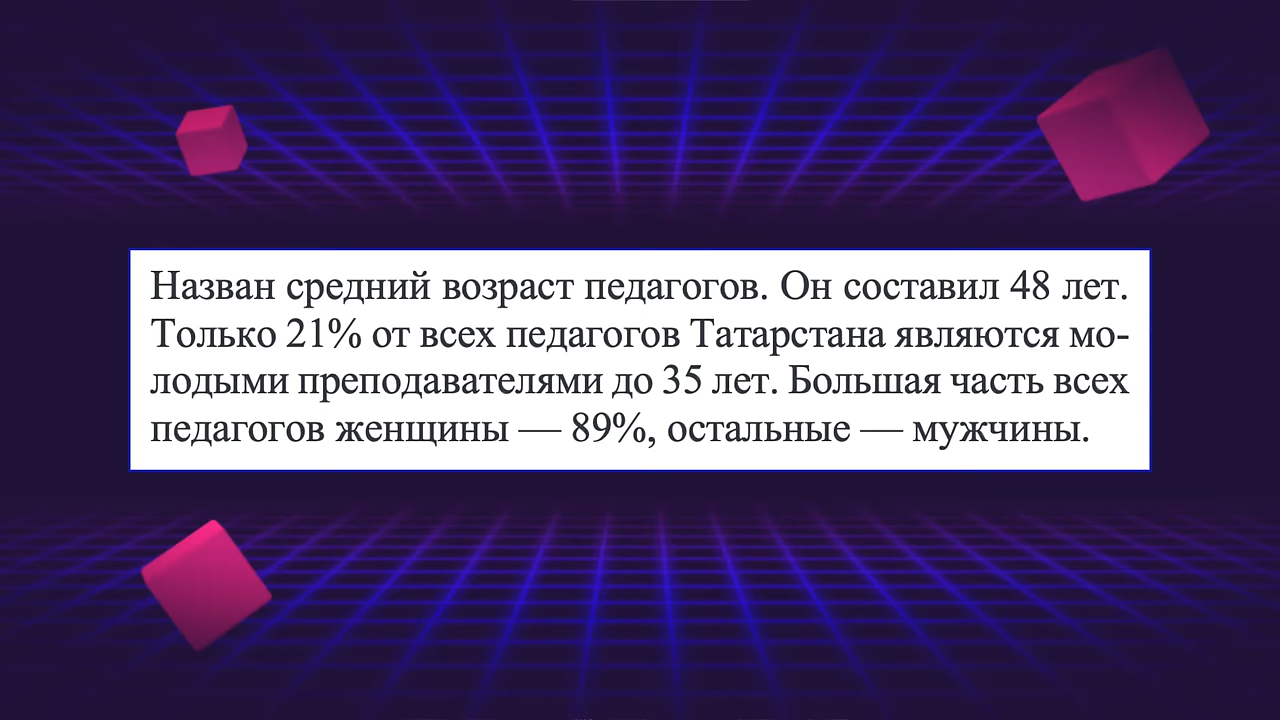 Назван средний возраст педагогов. Он составил 48 лет.
Только 21% от всех педагогов Татарстана являются мо-
лодыми преподавателями до 35 лет. Большая часть всех
педагогов женщины — 89%, остальные — мужчины.